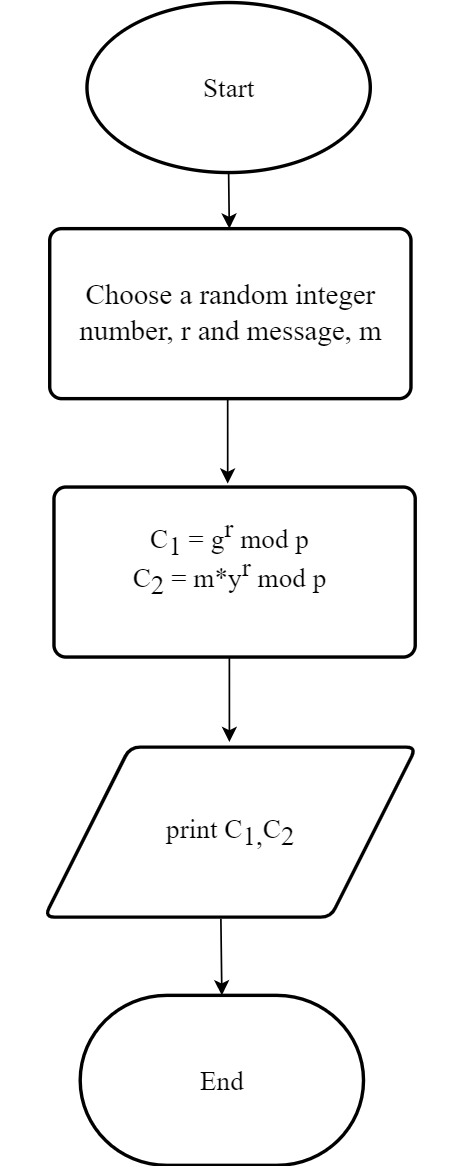 Start
Choose a random integer
number, r and message, m
C₁ = gʳ mod p
C₂ = m*yʳ mod p
print C₁,C₂
End